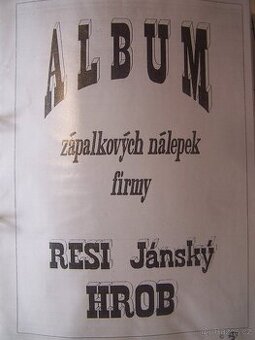 ALBUM
zápalkových nálepek
firmy
RESI Jánský
HROB